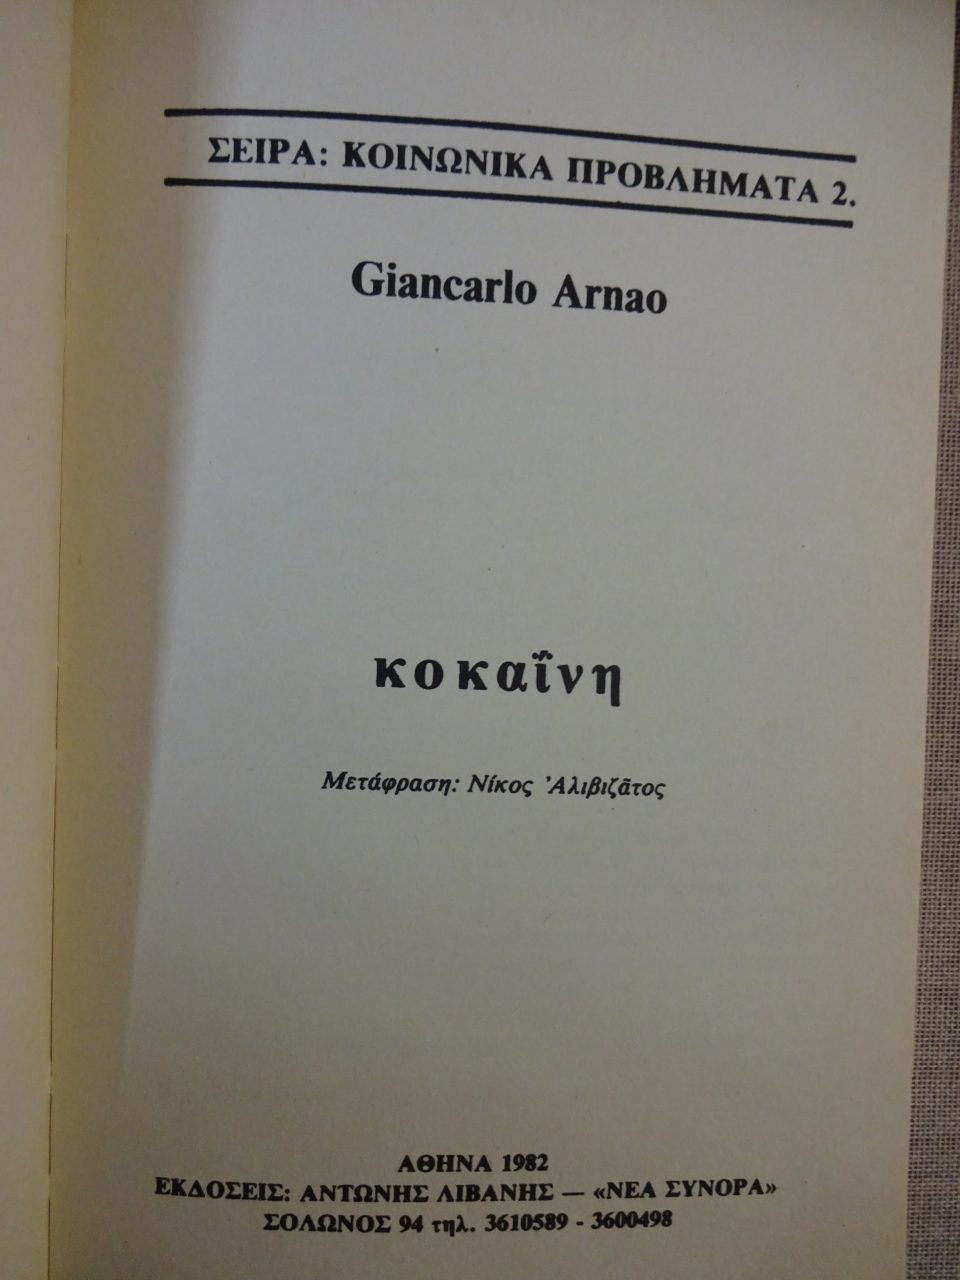 ΣΕΙΡΑ: ΚΟΙΝΩΝΙΚΑ ΠΡΟΒΛΗΜΑΤΑ 2.
Giancarlo Arnao
κοκαΐνη
Μετάφραση: Νίκος Ἀλιβιζᾶτος
ΑΘΗΝΑ 1982
ΕΚΔΟΣΕΙΣ: ΑΝΤΩΝΗΣ ΛΙΒΑΝΗΣ — «ΝΕΑ ΣΥΝΟΡΑ»
ΣΟΛΩΝΟΣ 94 τηλ. 3610589 - 3600498